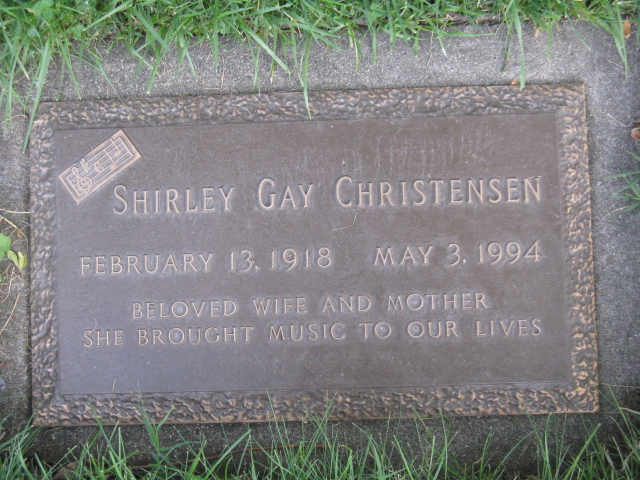 SHIRLEY GAY CHRISTENSEN
FEBRUARY 13, 1918 MAY 3, 1994
BELOVED WIFE AND MOTHER
SHE BROUGHT MUSIC TO OUR LIVES